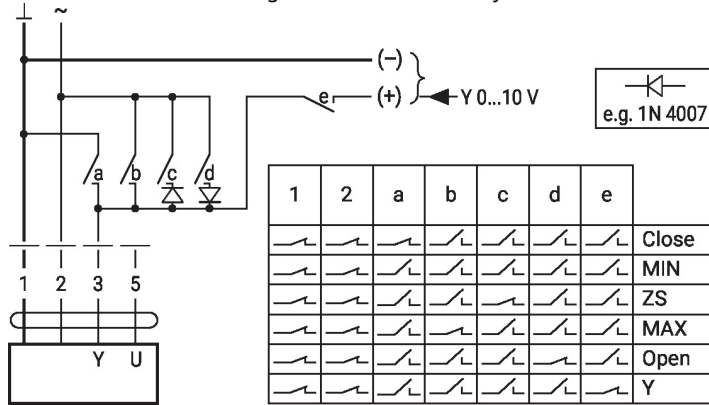 ⊥ ~
(–)
e (+) Y 0...10 V
e.g. 1N 4007
a b c d
1 2 a b c d e
Close
MIN
ZS
MAX
Open
Y
1 2 3 5
Y U